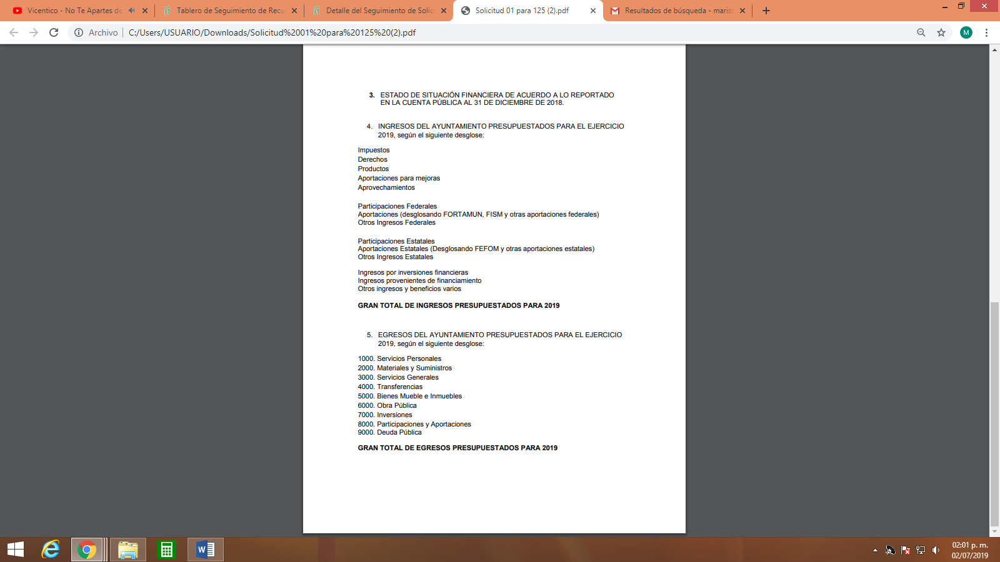 Vicentico - No Te Apartes de
Tablero de Seguimiento de Recu
Detalle del Seguimiento de Solic
Solicitud 01 para 125 (2).pdf
Resultados de búsqueda - maris
Archivo
C:/Users/USUARIO/Downloads/Solicitud%2001%20para%20125%20(2).pdf
M
3. ESTADO DE SITUACIÓN FINANCIERA DE ACUERDO A LO REPORTADO
EN LA CUENTA PÚBLICA AL 31 DE DICIEMBRE DE 2018.
4. INGRESOS DEL AYUNTAMIENTO PRESUPUESTADOS PARA EL EJERCICIO
2019, según el siguiente desglose:
Impuestos
Derechos
Productos
Aportaciones para mejoras
Aprovechamientos
Participaciones Federales
Aportaciones (desglosando FORTAMUN, FISM y otras aportaciones federales)
Otros Ingresos Federales
Participaciones Estatales
Aportaciones Estatales (Desglosando FEFOM y otras aportaciones estatales)
Otros Ingresos Estatales
Ingresos por inversiones financieras
Ingresos provenientes de financiamiento
Otros ingresos y beneficios varios
GRAN TOTAL DE INGRESOS PRESUPUESTADOS PARA 2019
5. EGRESOS DEL AYUNTAMIENTO PRESUPUESTADOS PARA EL EJERCICIO
2019, según el siguiente desglose:
1000. Servicios Personales
2000. Materiales y Suministros
3000. Servicios Generales
4000. Transferencias
5000. Bienes Mueble e Inmuebles
6000. Obra Pública
7000. Inversiones
8000. Participaciones y Aportaciones
9000. Deuda Pública
GRAN TOTAL DE EGRESOS PRESUPUESTADOS PARA 2019
02:01 p. m.
02/07/2019